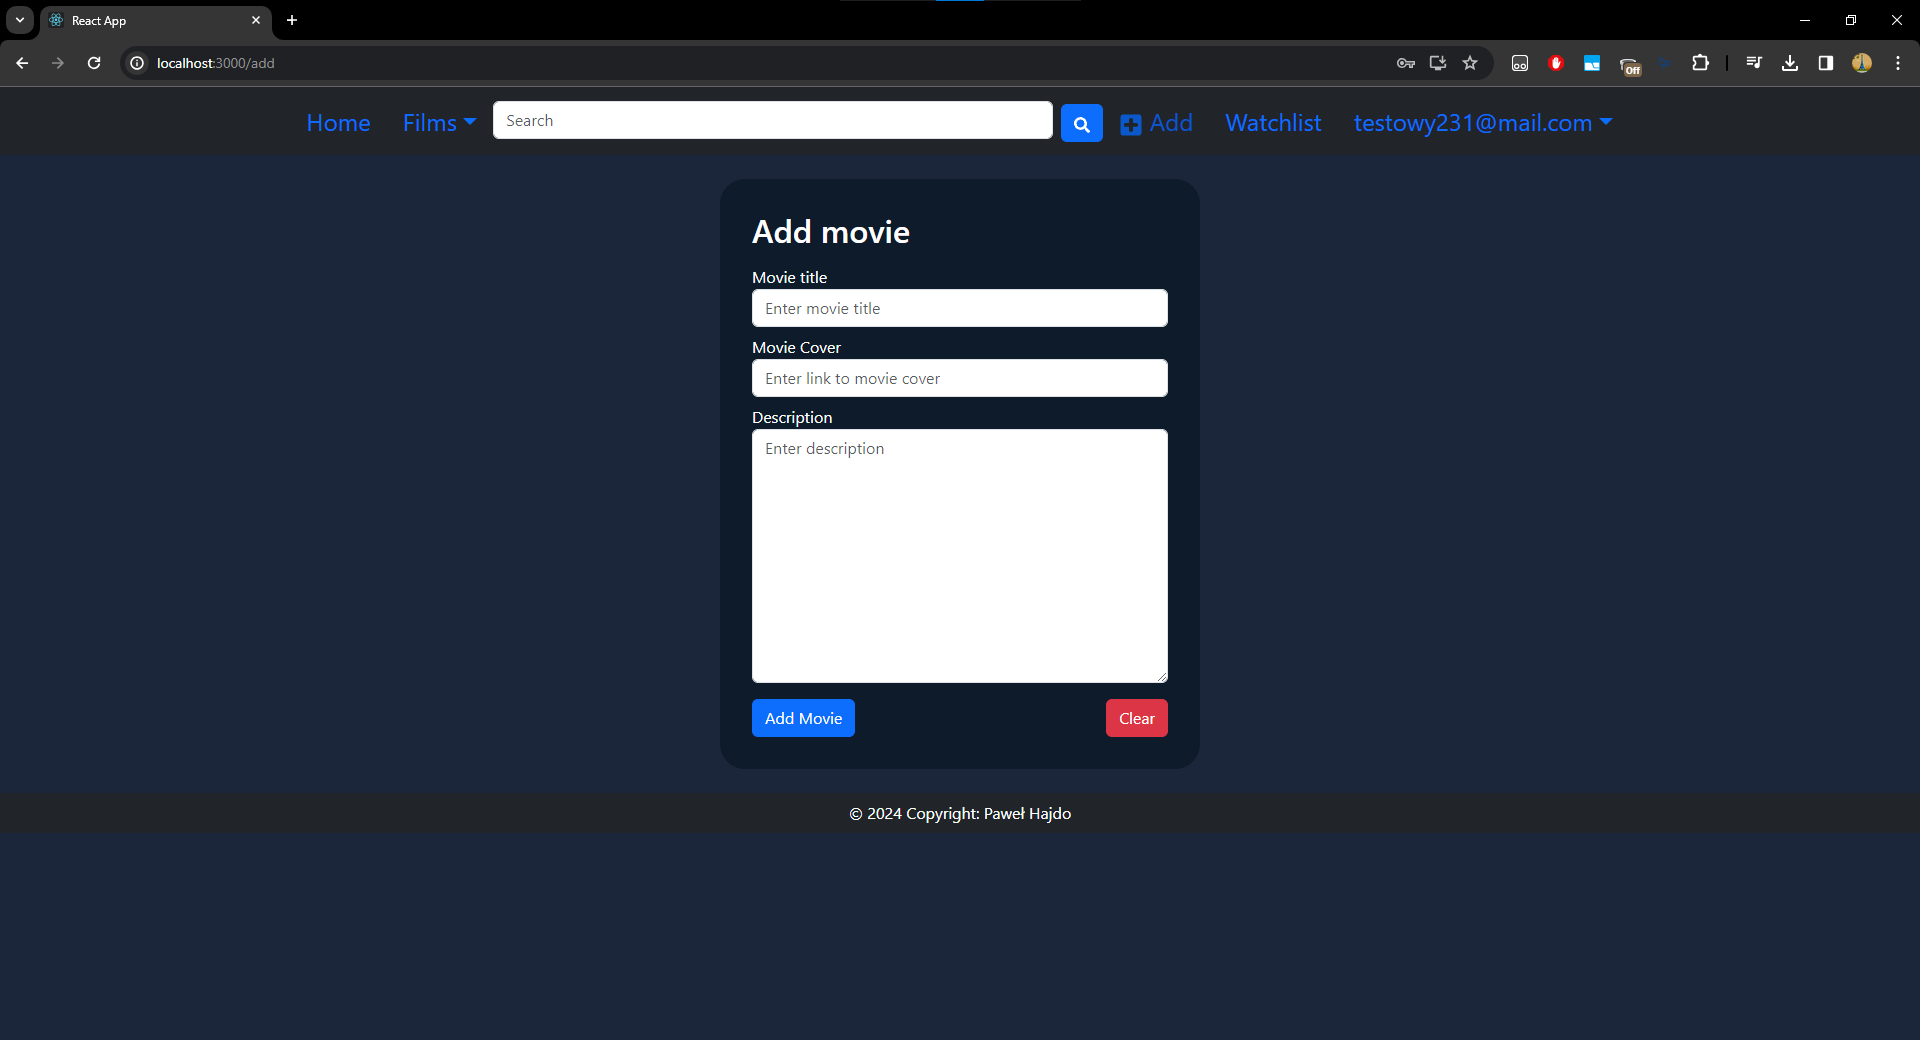 React App
localhost:3000/add
Off
Home Films Search Add Watchlist testowy231@mail.com
Add movie
Movie title
Enter movie title
Movie Cover
Enter link to movie cover
Description
Enter description
Add Movie Clear
© 2024 Copyright: Paweł Hajdo